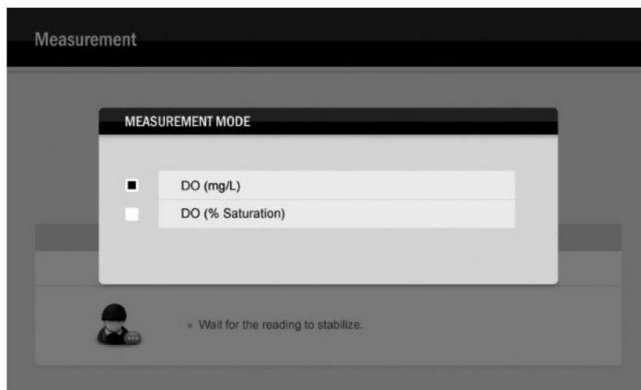 Measurement
MEASUREMENT MODE
DO (mg/L)
DO (% Saturation)
» Wait for the reading to stabilize.